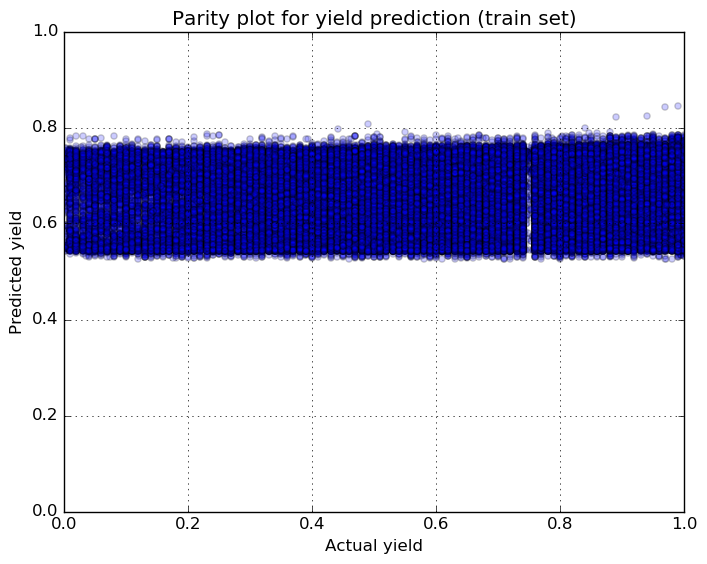 Parity plot for yield prediction (train set)
1.0
0.8
0.6
0.4
0.2
0.0
Predicted yield
0.0 0.2 0.4 0.6 0.8 1.0
Actual yield